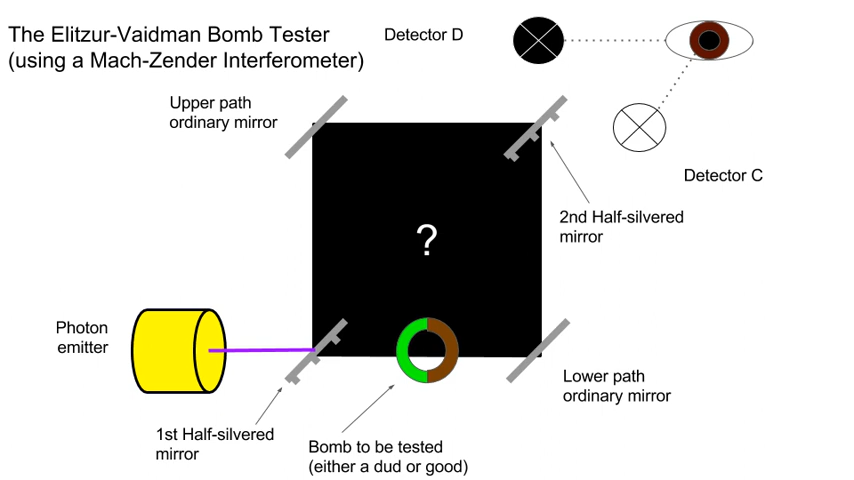 The Elitzur-Vaidman Bomb Tester
(using a Mach-Zender Interferometer)
Detector D
Upper path
ordinary mirror
Detector C
2nd Half-silvered
mirror
?
Photon
emitter
Lower path
ordinary mirror
1st Half-silvered
mirror
Bomb to be tested
(either a dud or good)